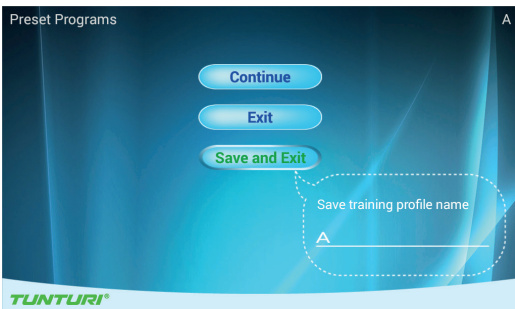 Preset Programs A
Continue
Exit
Save and Exit
Save training profile name
A
TUNTURI®